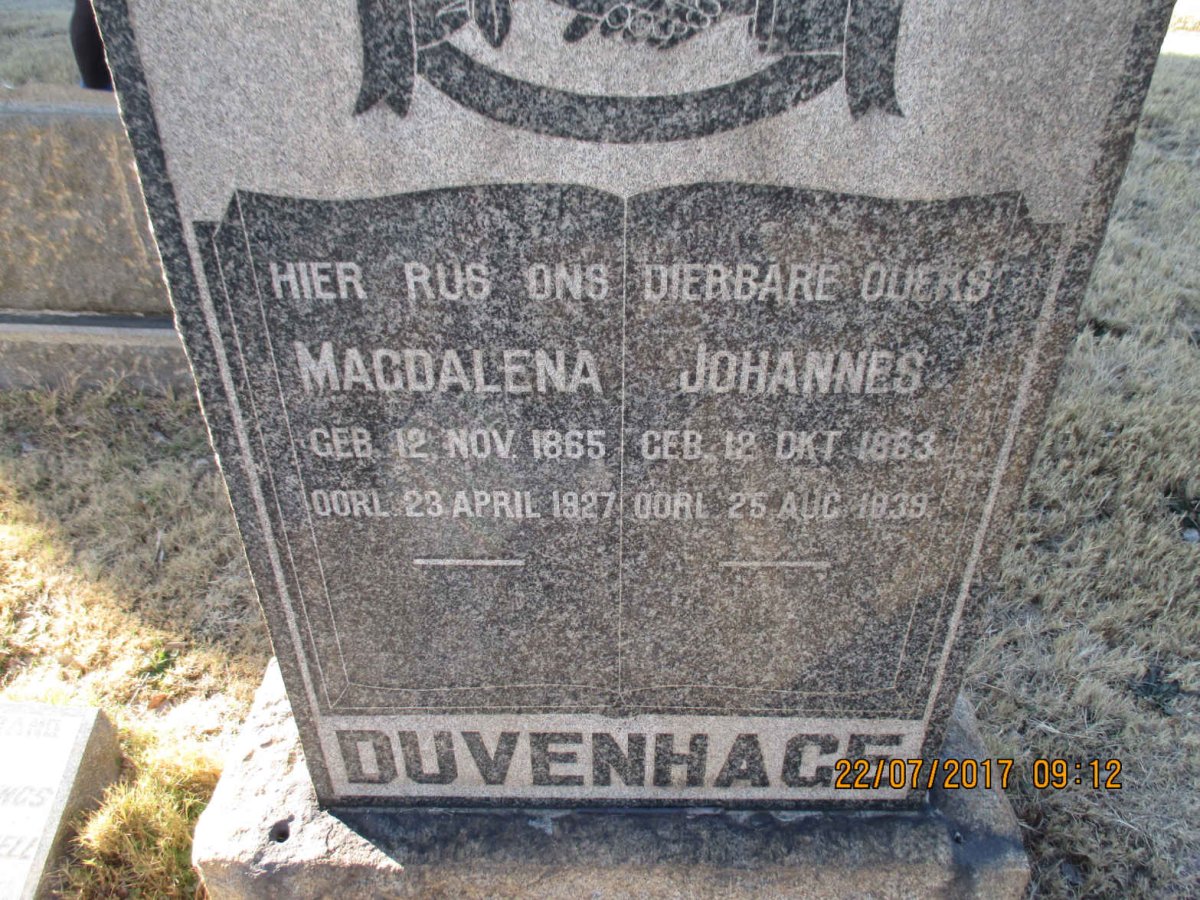 HIER RUS ONS DIERBARE OUERS
MAGDALENA
GEB. 12 NOV. 1865
OORL. 23 APRIL 1927
JOHANNES
GEB. 12 OKT. 1863
OORL. 25 AUG. 1939
DUVENHAGE
22/07/2017 09:12